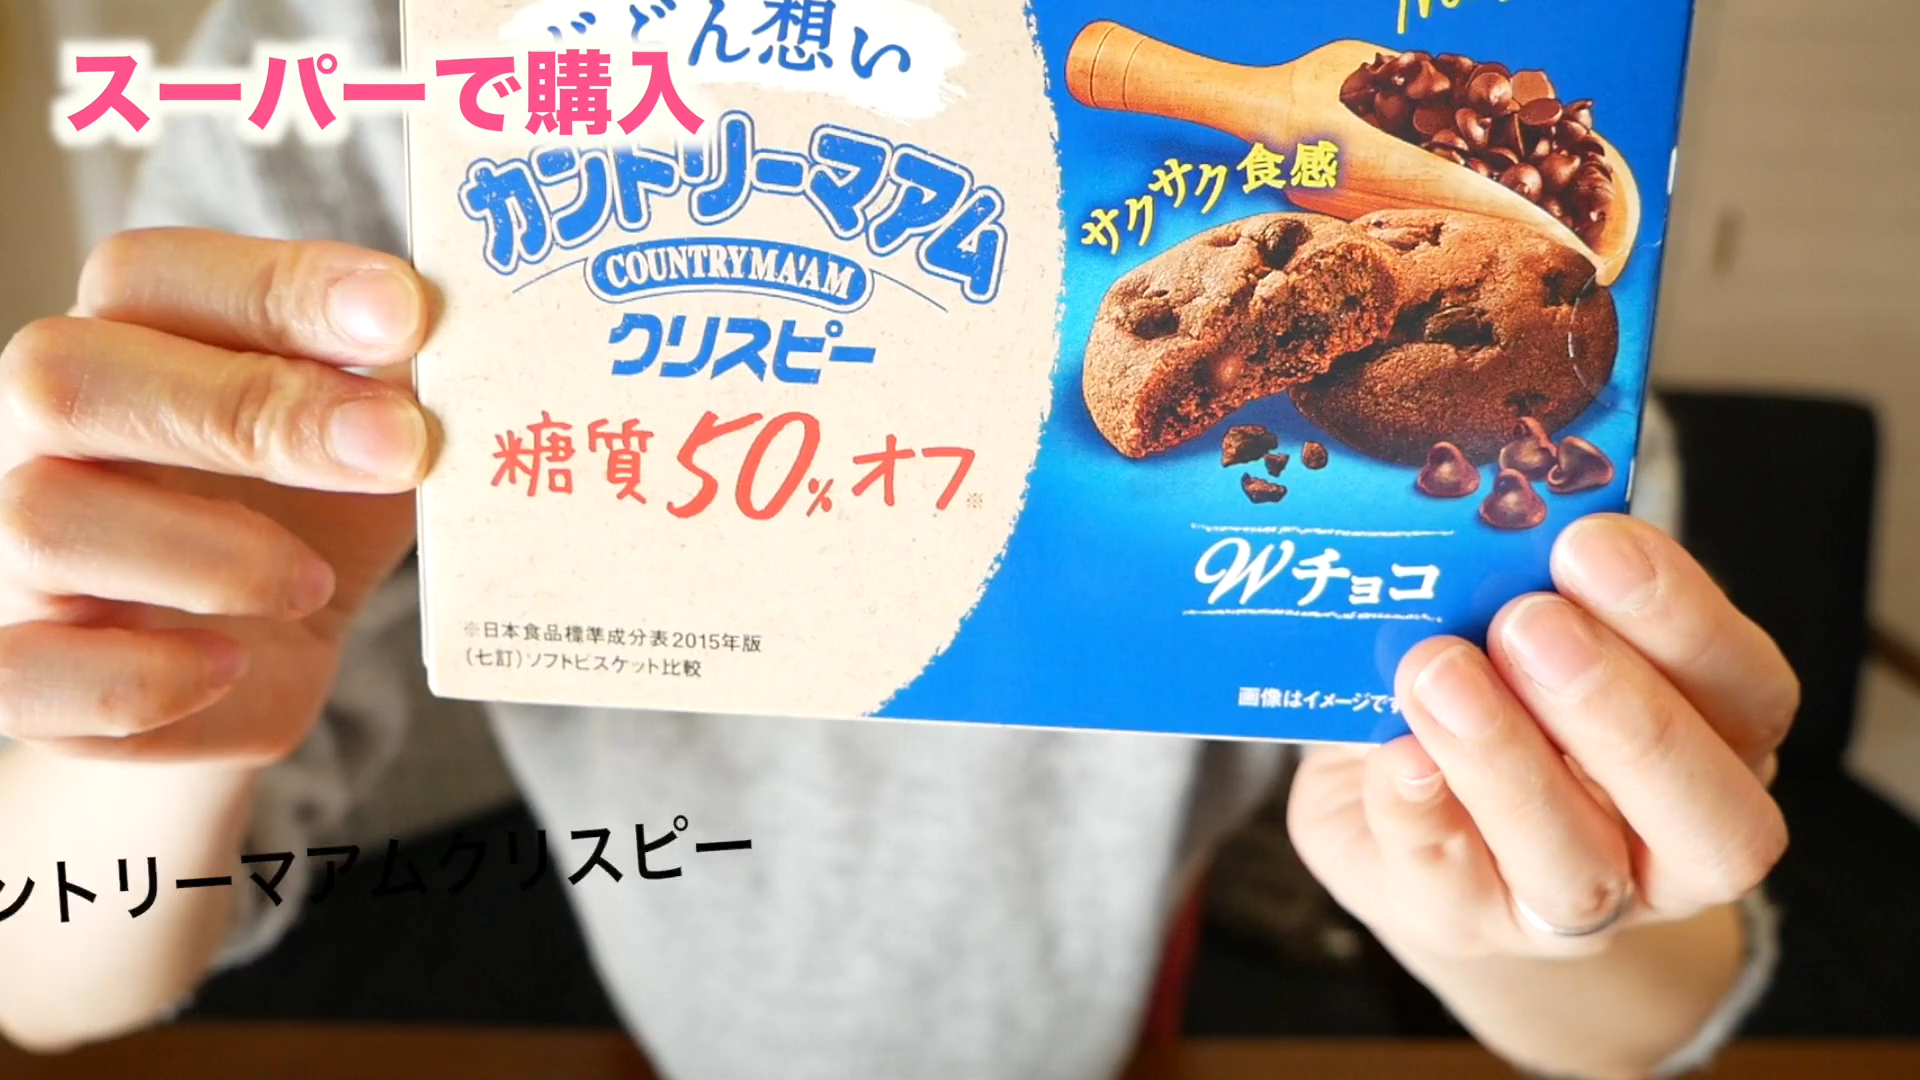 スーパーで購入
どん想い
カントリーマアム
COUNTRY MA'AM
クリスピー
糖質50%オフ※
※日本食品標準成分表2015年版
(七訂)ソフトビスケット比較
サクサク食感
Wチョコ
画像はイメージです
ントリーマアムクリスピー